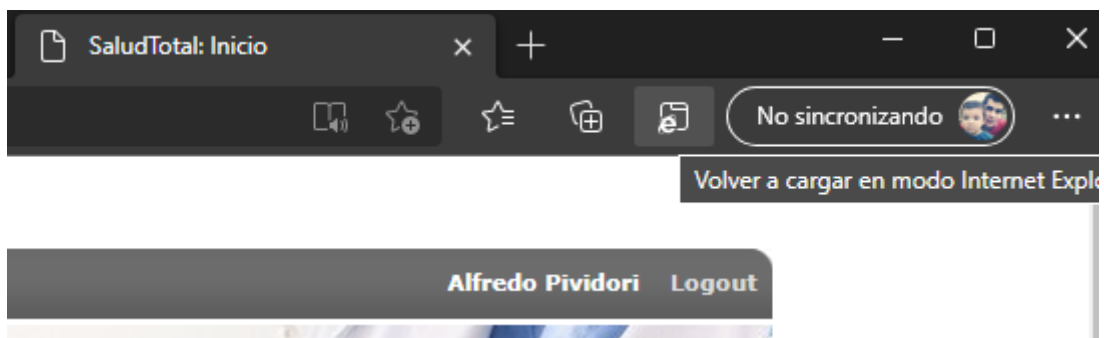 SaludTotal: Inicio
No sincronizando
Volver a cargar en modo Internet Explo
Alfredo Pividori Logout